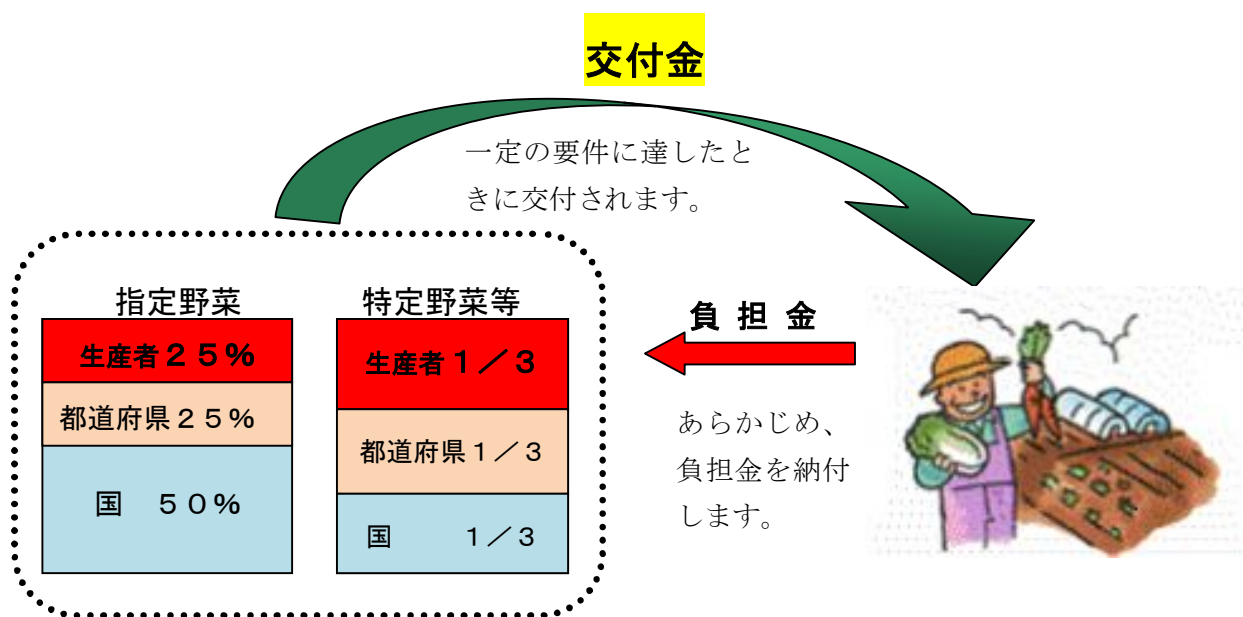 交付金
一定の要件に達したと
きに交付されます。
指定野菜
生産者２５％
都道府県２５％
国　５０％
特定野菜等
生産者１／３
都道府県１／３
国　　１／３
負 担 金
あらかじめ、
負担金を納付
します。